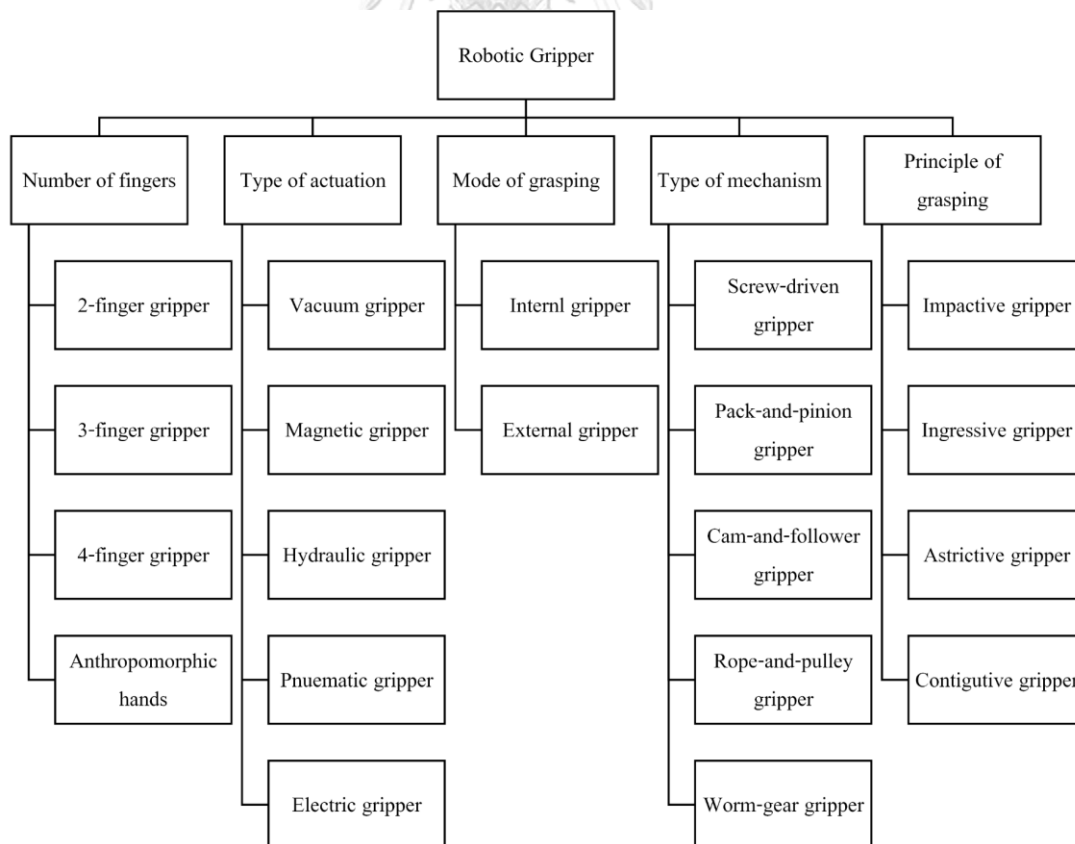 Robotic Gripper
Number of fingers
Type of actuation
Mode of grasping
Type of mechanism
Principle of
grasping
2-finger gripper
3-finger gripper
4-finger gripper
Anthropomorphic
hands
Vacuum gripper
Magnetic gripper
Hydraulic gripper
Pnuematic gripper
Electric gripper
Internl gripper
External gripper
Screw-driven
gripper
Pack-and-pinion
gripper
Cam-and-follower
gripper
Rope-and-pulley
gripper
Worm-gear gripper
Impactive gripper
Ingressive gripper
Astrictive gripper
Contigutive gripper